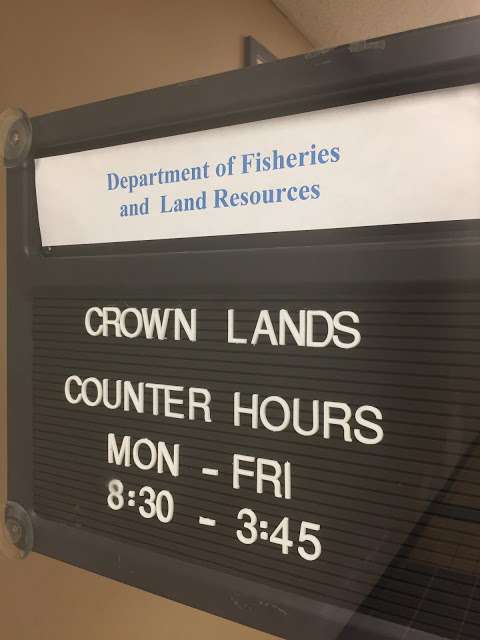 Department of Fisheries
and Land Resources
CROWN LANDS
COUNTER HOURS
MON - FRI
8:30 - 3:45